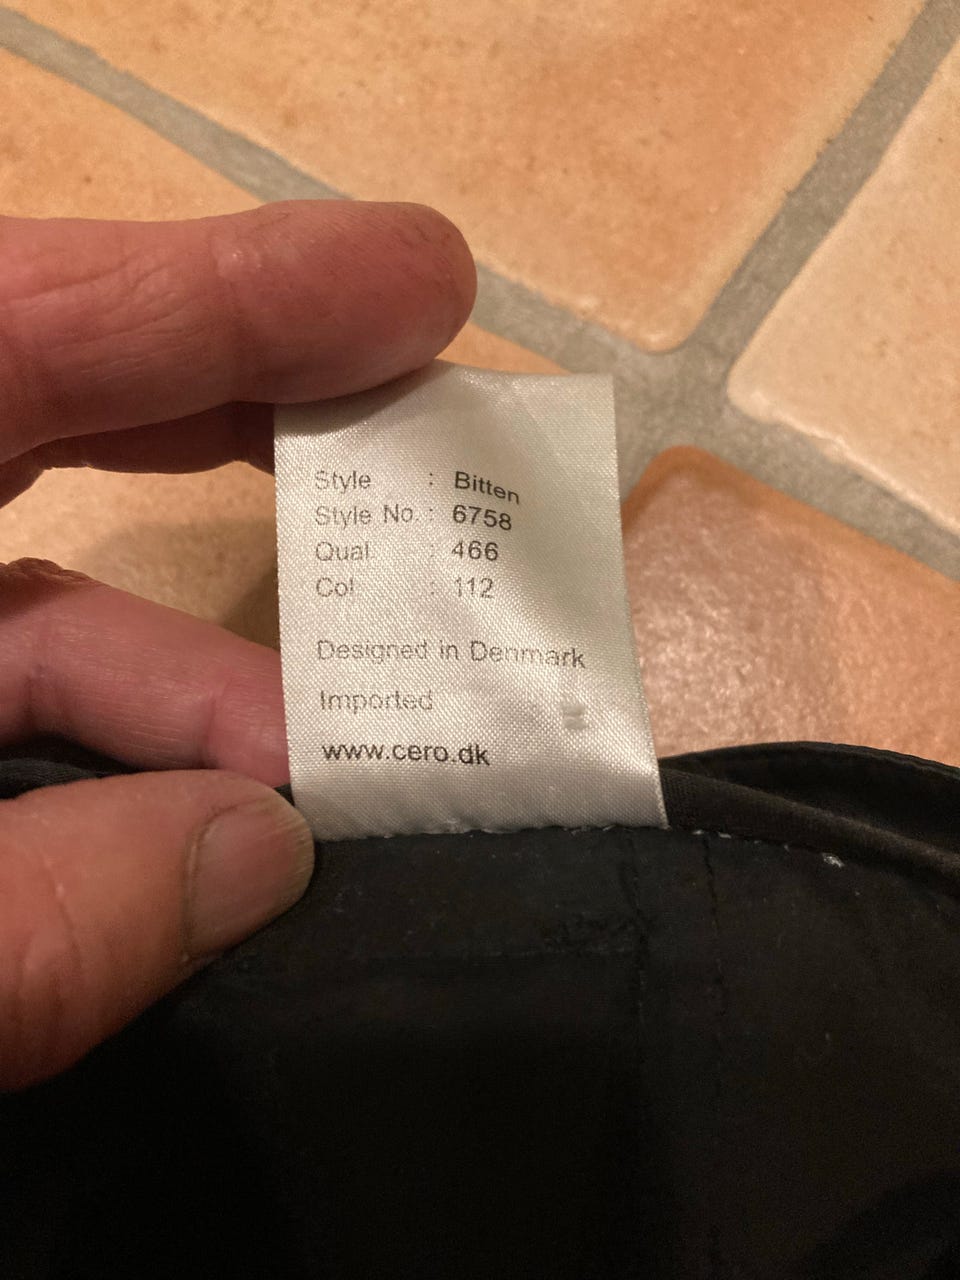 Style : Bitten
Style No. : 6758
Qual : 466
Col : 112
Designed in Denmark
Imported
www.cero.dk